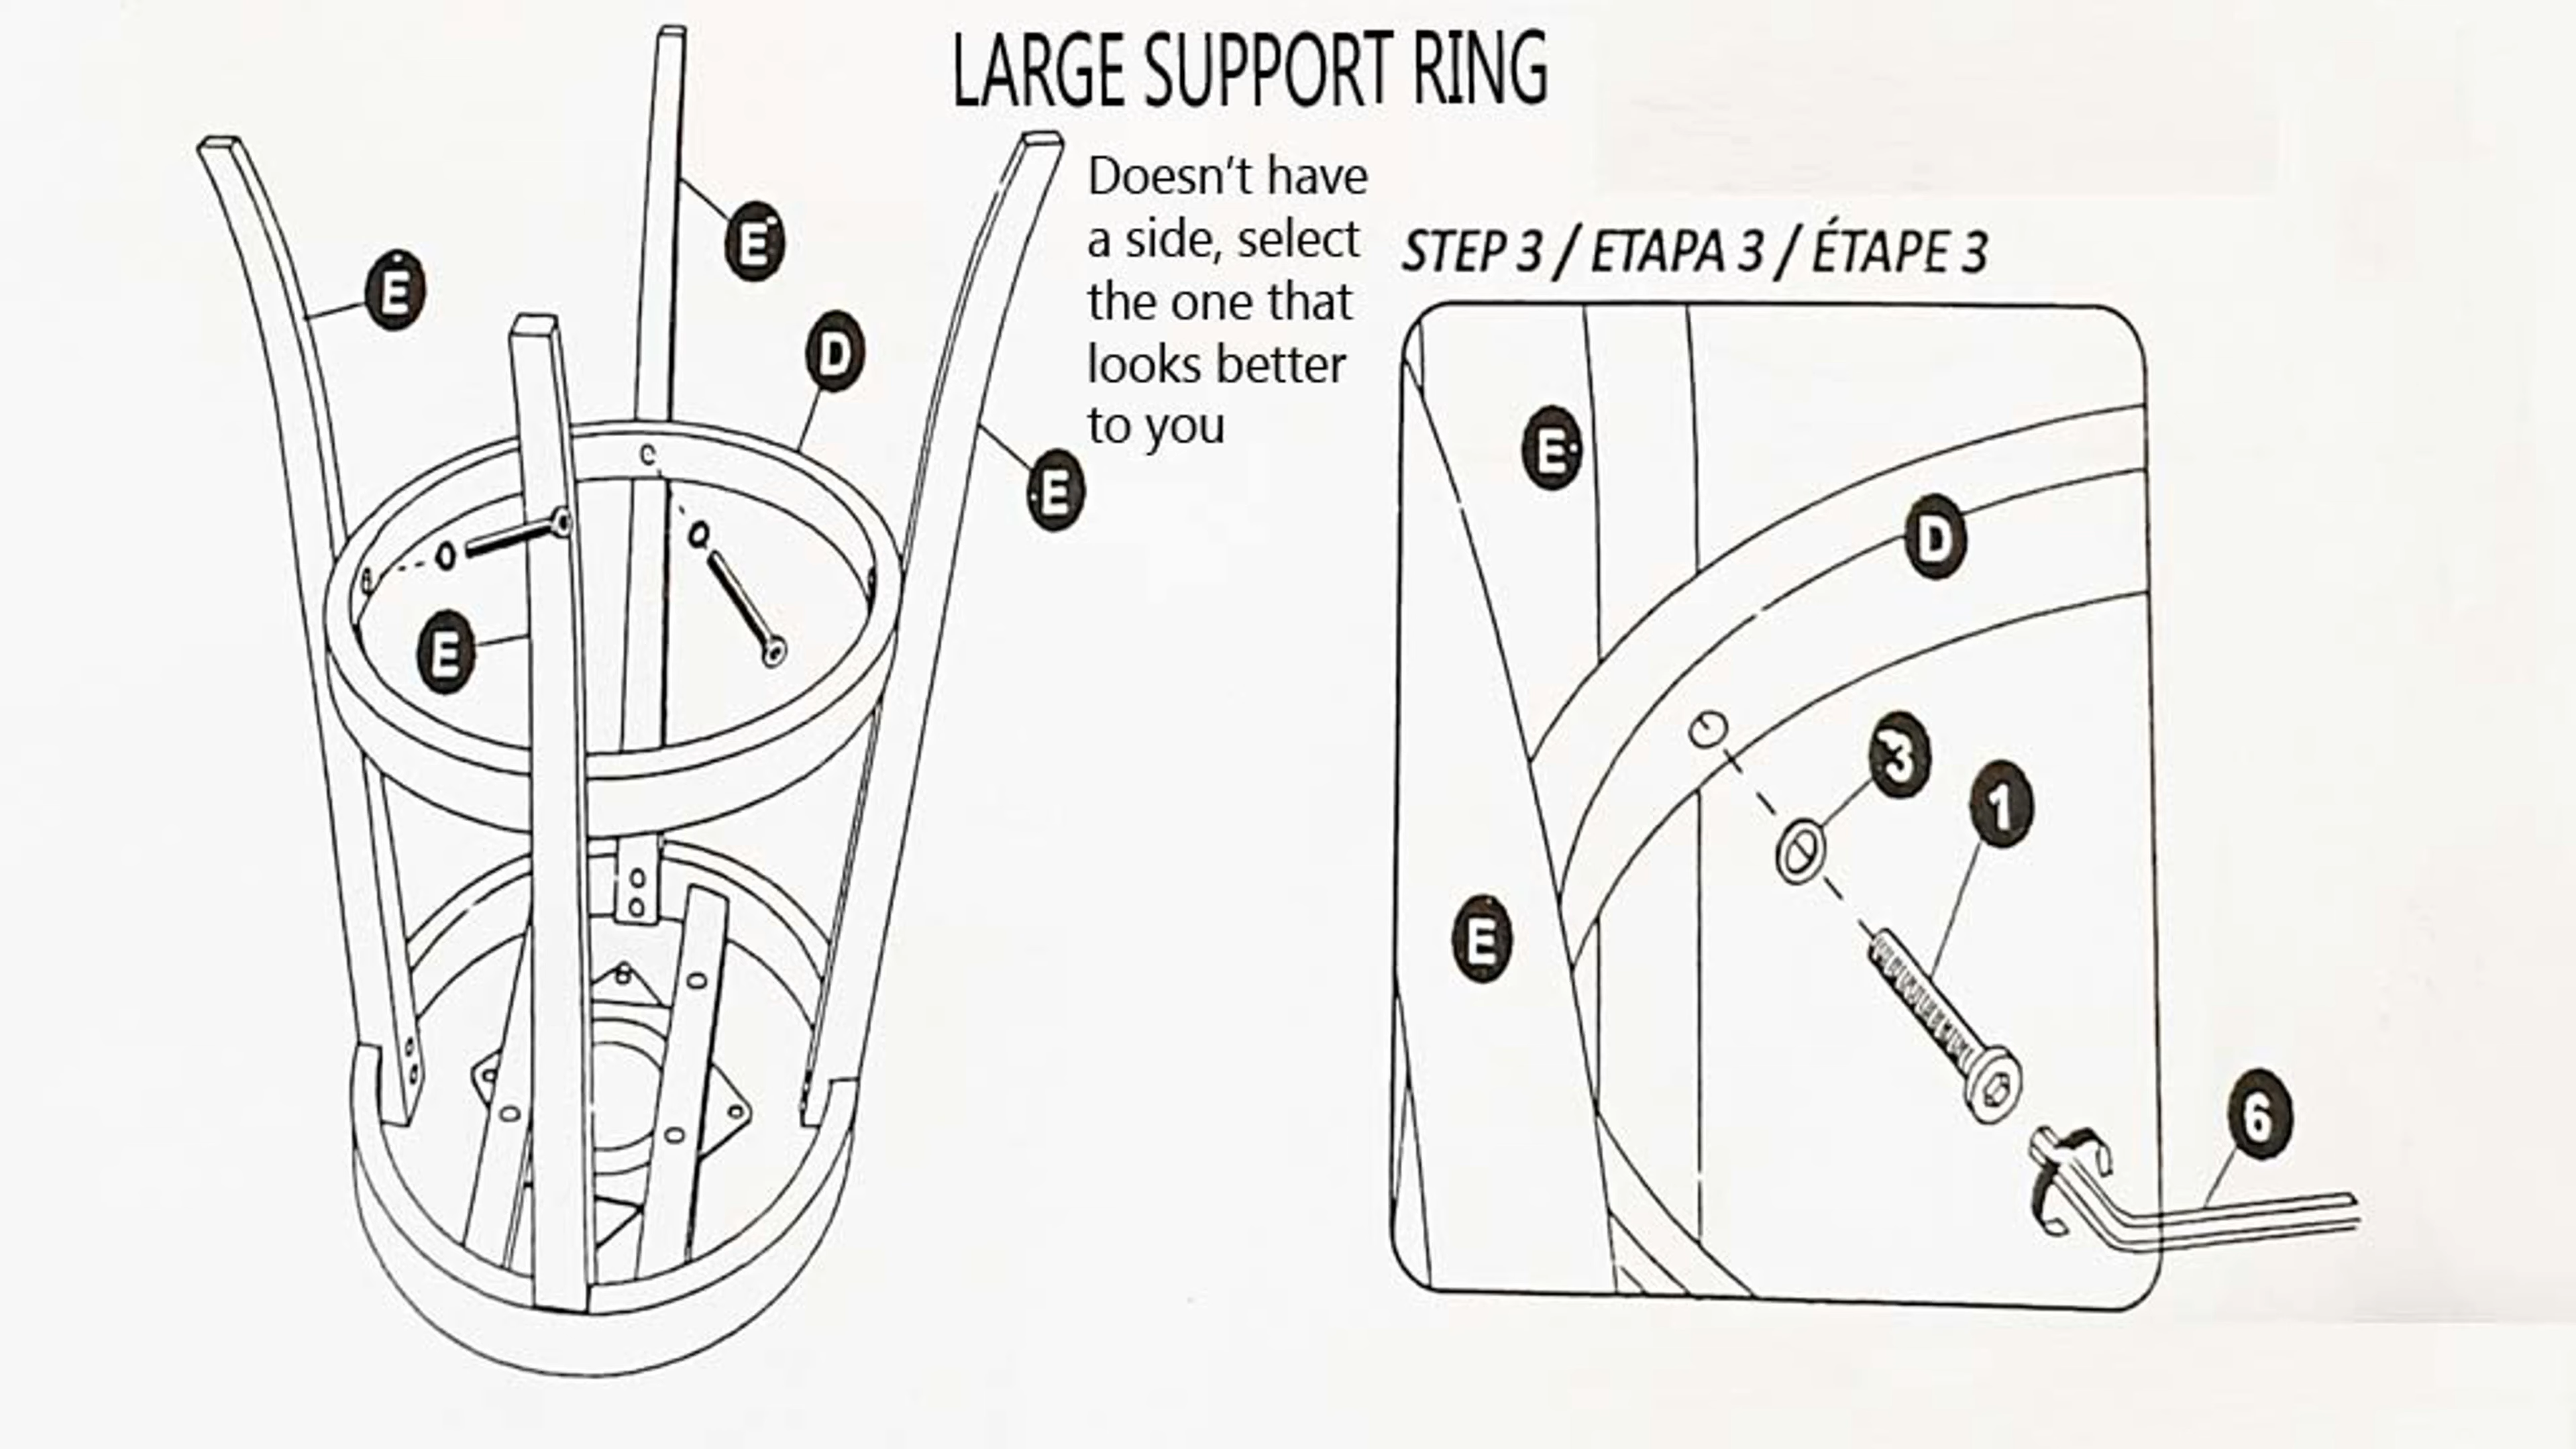 LARGE SUPPORT RING
Doesn't have
a side, select
the one that
looks better
to you
STEP 3 / ETAPA 3 / ÉTAPE 3
E
E
D
E
E
E
D
3
1
E
6